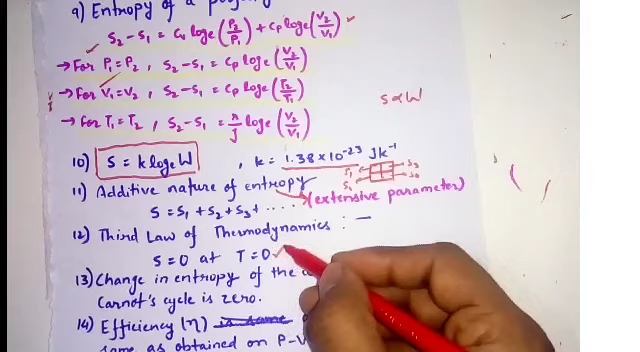 9) Entropy of a perfect
S₂ - S₁ = Cᵥ logₑ(P₂/P₁) + Cₚ logₑ(V₂/V₁)
→ For P₁ = P₂, S₂ - S₁ = Cₚ logₑ(V₂/V₁)
→ For V₁ = V₂, S₂ - S₁ = Cₚ logₑ(T₂/T₁)
→ For T₁ = T₂, S₂ - S₁ = r/J logₑ(V₂/V₁)
S ∝ W
10) S = k logₑ W , k = 1.38 × 10⁻²³ Jk⁻¹
11) Additive nature of entropy
(extensive parameter)
S = S₁ + S₂ + S₃ + ......
12) Third Law of Thermodynamics : —
S = 0 at T = 0
13) Change in entropy of the
Carnot's cycle is zero.
14) Efficiency (η)
same as obtained on P-V